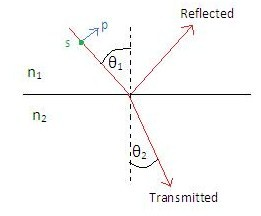 Reflected
s p
θ1
n1
n2
θ2
Transmitted